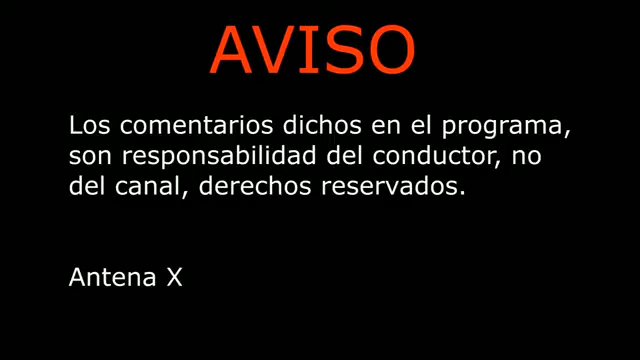 AVISO
Los comentarios dichos en el programa,
son responsabilidad del conductor, no
del canal, derechos reservados.
Antena X